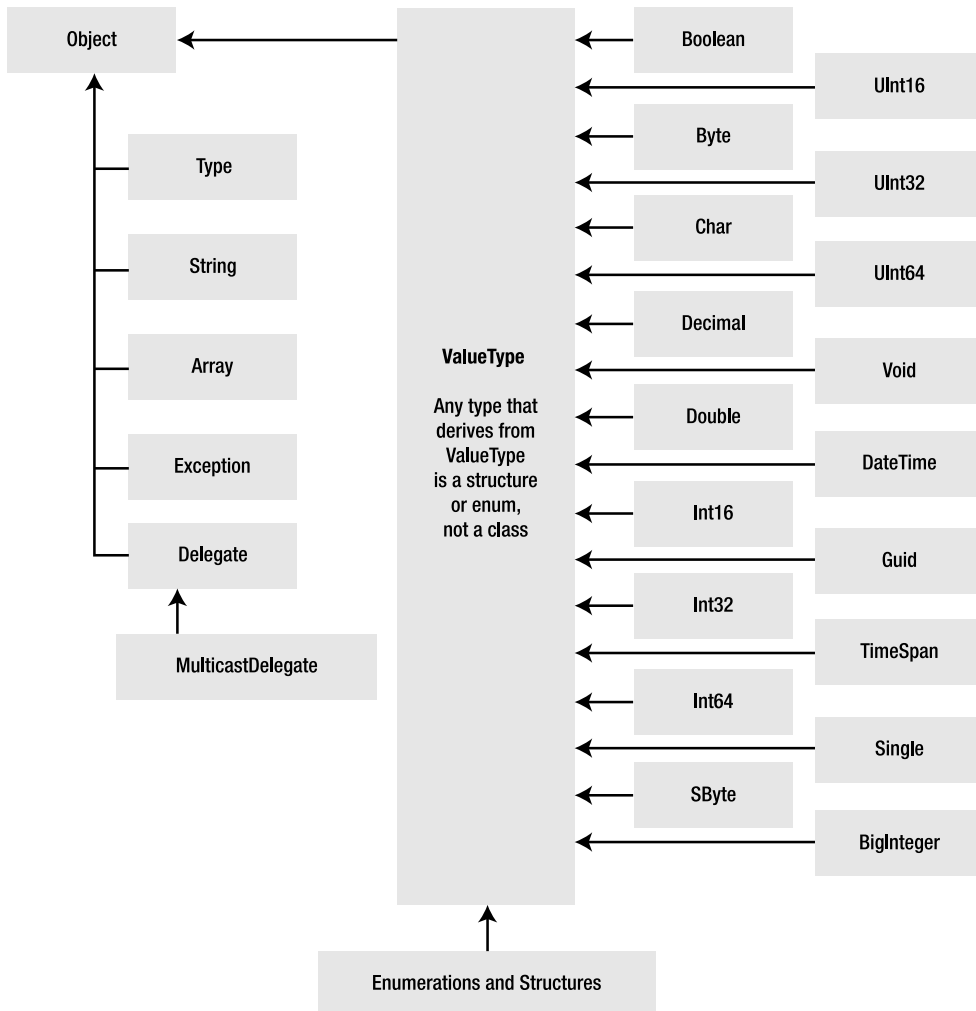 Object
Type
String
Array
Exception
Delegate
MulticastDelegate
ValueType
Any type that
derives from
ValueType
is a structure
or enum,
not a class
Boolean
UInt16
Byte
UInt32
Char
UInt64
Decimal
Void
Double
DateTime
Int16
Guid
Int32
TimeSpan
Int64
Single
SByte
BigInteger
Enumerations and Structures